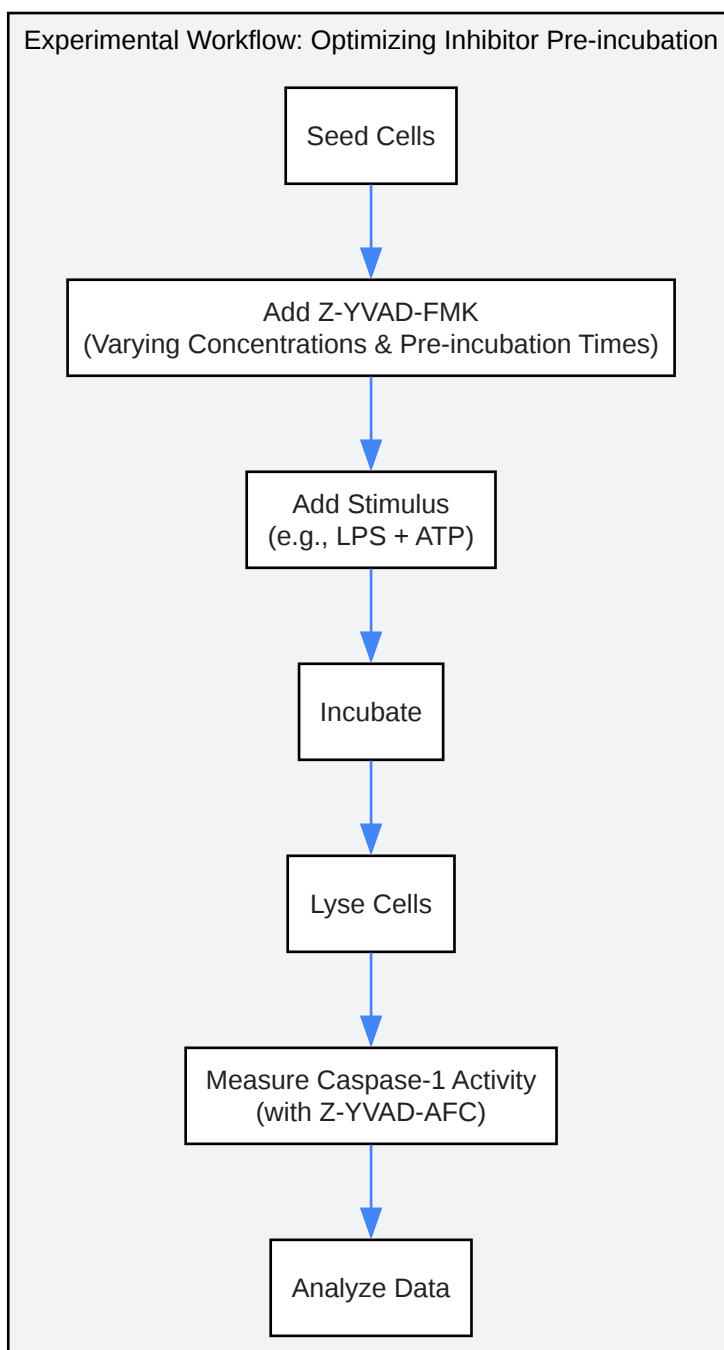 Experimental Workflow: Optimizing Inhibitor Pre-incubation
Seed Cells
Add Z-YVAD-FMK
(Varying Concentrations & Pre-incubation Times)
Add Stimulus
(e.g., LPS + ATP)
Incubate
Lyse Cells
Measure Caspase-1 Activity
(with Z-YVAD-AFC)
Analyze Data